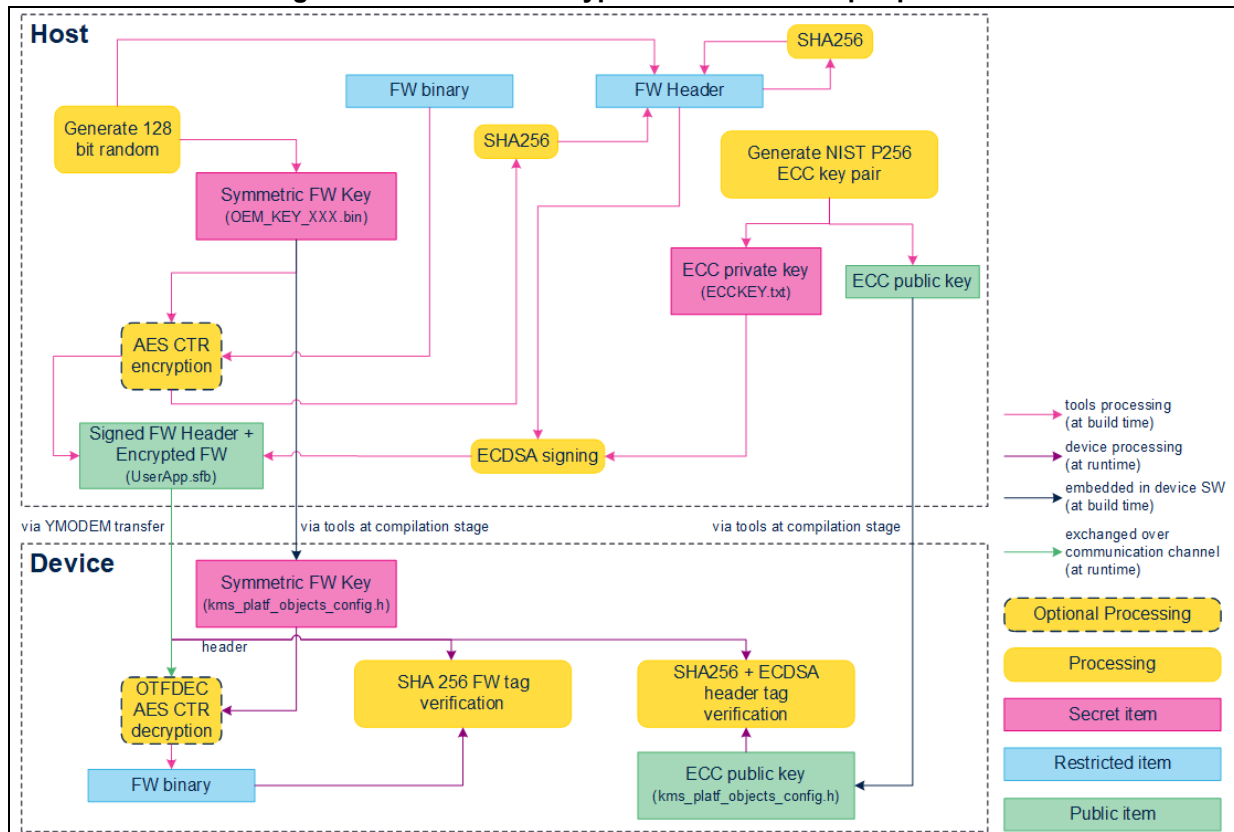 Host
SHA256
FW binary
FW Header
Generate 128
bit random
SHA256
Generate NIST P256
ECC key pair
Symmetric FW Key
(OEM_KEY_XXX.bin)
ECC private key
(ECCKEY.txt)
ECC public key
AES CTR
encryption
Signed FW Header +
Encrypted FW
(UserApp.sfb)
ECDSA signing
tools processing
(at build time)
device processing
(at runtime)
embedded in device SW
(at build time)
exchanged over
communication channel
(at runtime)
via YMODEM transfer
via tools at compilation stage
via tools at compilation stage
Device
Symmetric FW Key
(kms_platf_objects_config.h)
header
OTFDEC
AES CTR
decryption
SHA 256 FW tag
verification
SHA256 + ECDSA
header tag
verification
FW binary
ECC public key
(kms_platf_objects_config.h)
Optional Processing
Processing
Secret item
Restricted item
Public item